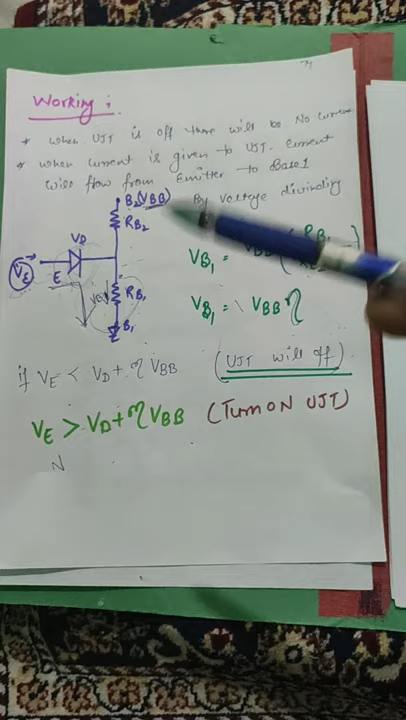 Working :
* when UJT is off there will be No current
* when current is given to UJT. current
will flow from Emitter to Base1
By voltage dividing
B2(VBB)
RB2
VD
VE
E
RB1
B1
VB1 =
VB1 = VBB η
if VE < VD + η VBB (UJT will off)
VE > VD + η VBB (Turn ON UJT)
N